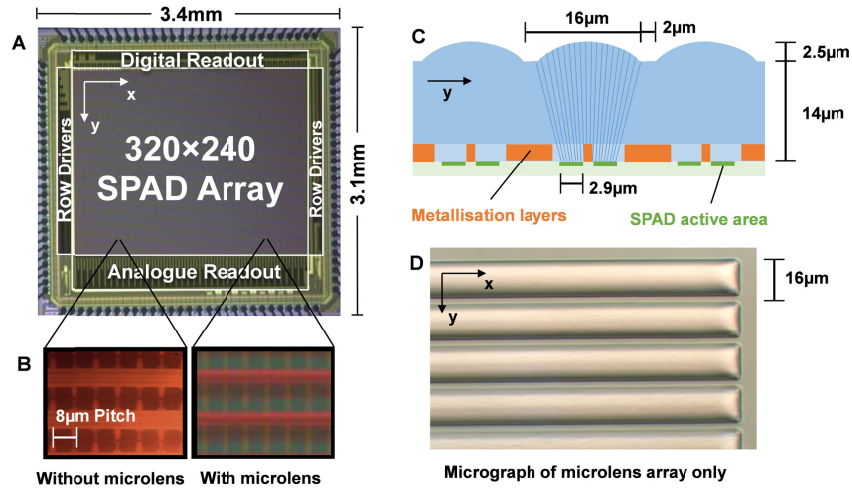 3.4mm
A
Digital Readout
x
y
Row Drivers
320×240
SPAD Array
Row Drivers
3.1mm
Analogue Readout
B
8μm Pitch
Without microlens
With microlens
C
16μm
2μm
2.5μm
y
14μm
2.9μm
Metallisation layers
SPAD active area
D
x
y
16μm
Micrograph of microlens array only